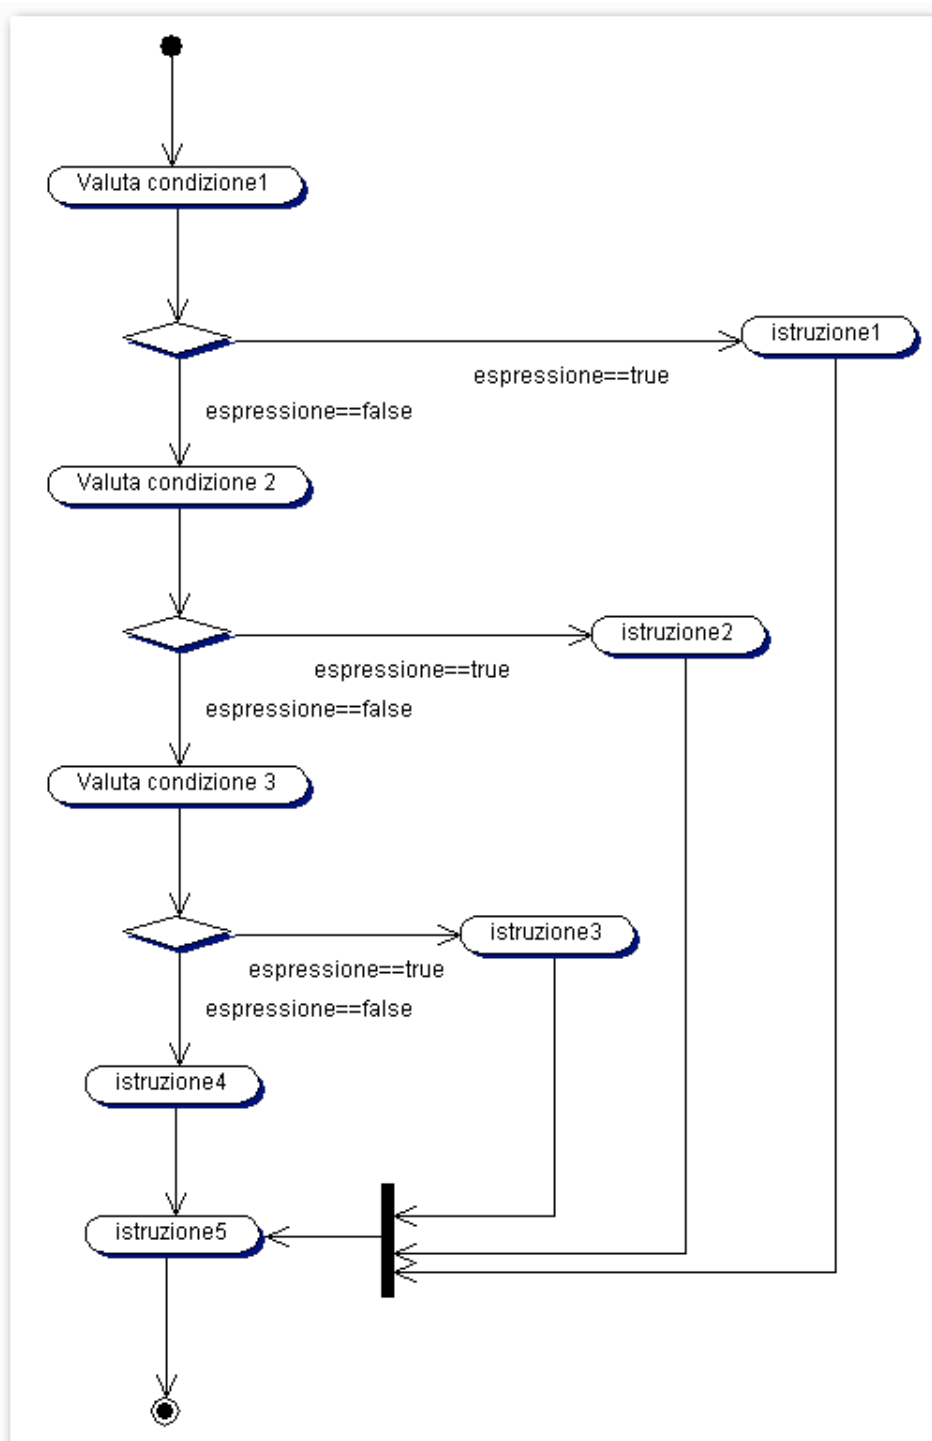 Valuta condizione1
istruzione1
espressione==true
espressione==false
Valuta condizione 2
istruzione2
espressione==true
espressione==false
Valuta condizione 3
istruzione3
espressione==true
espressione==false
istruzione4
istruzione5